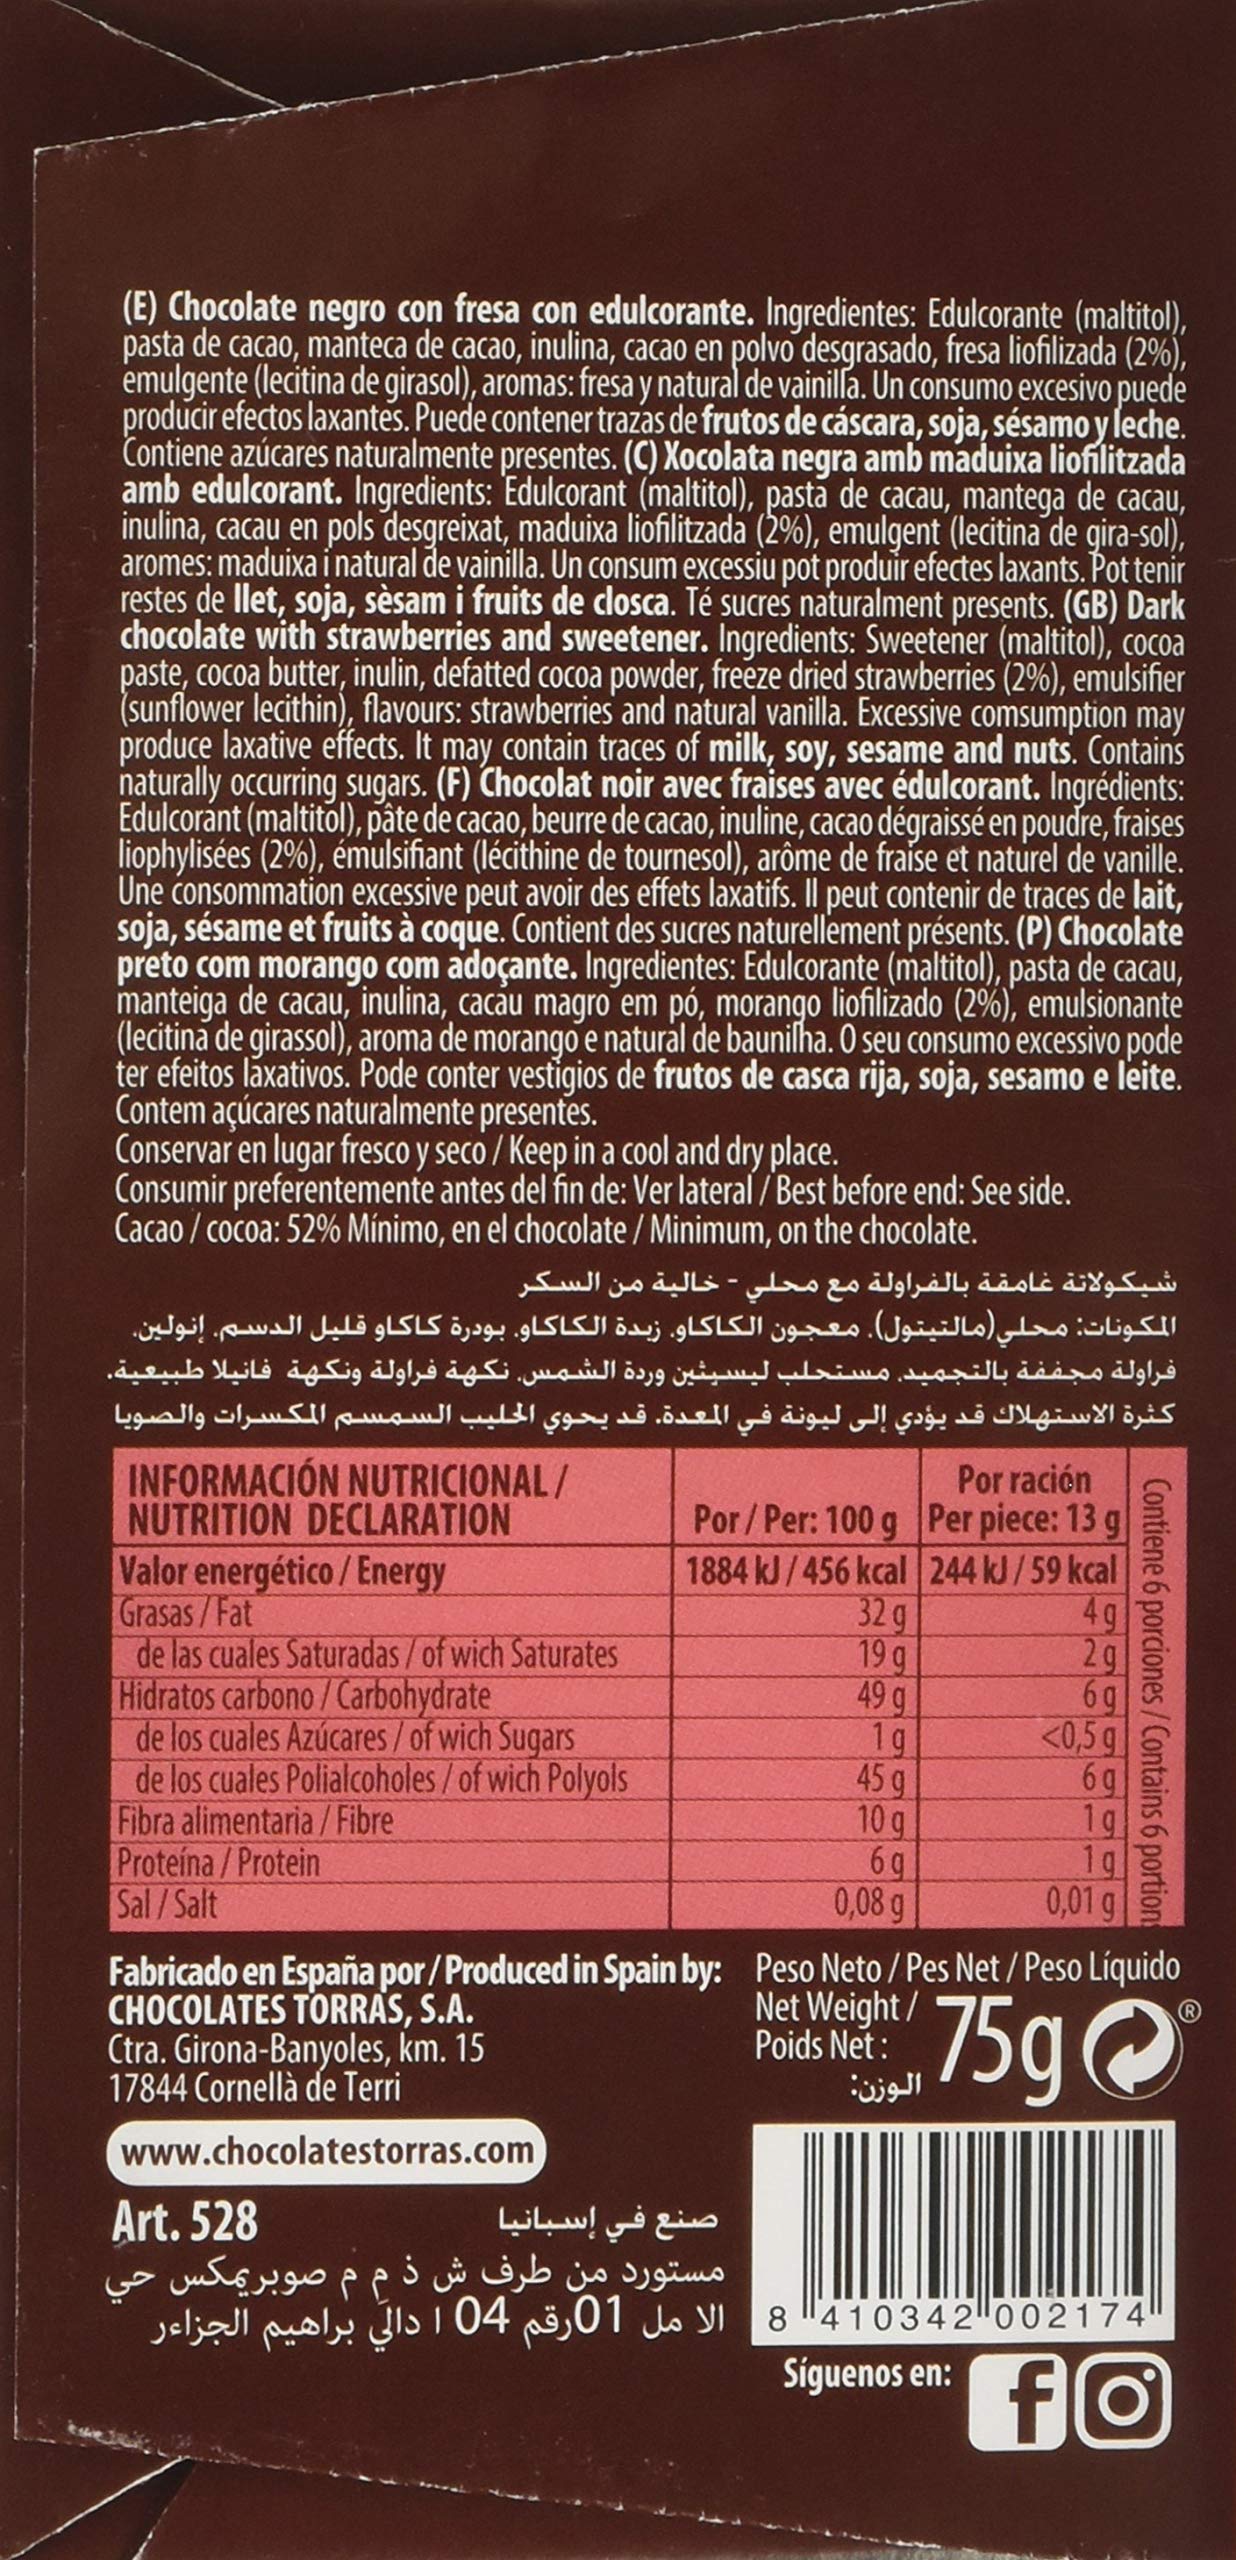 (E) Chocolate negro con fresa con edulcorante. Ingredientes: Edulcorante (maltitol),
pasta de cacao, manteca de cacao, inulina, cacao en polvo desgrasado, fresa liofilizada (2%),
emulgente (lecitina de girasol), aromas: fresa y natural de vainilla. Un consumo excesivo puede
producir efectos laxantes. Puede contener trazas de frutos de cáscara, soja, sésamo y leche.
Contiene azúcares naturalmente presentes. (C) Xocolata negra amb maduixa liofilitzada
amb edulcorant. Ingredients: Edulcorant (maltitol), pasta de cacau, mantega de cacau,
inulina, cacau en pols desgreixat, maduixa liofilitzada (2%), emulgent (lecitina de gira-sol),
aromes: maduixa i natural de vainilla. Un consum excessiu pot produir efectes laxants. Pot tenir
restes de llet, soja, sèsam i fruits de closca. Té sucres naturalment presents. (GB) Dark
chocolate with strawberries and sweetener. Ingredients: Sweetener (maltitol), cocoa
paste, cocoa butter, inulin, defatted cocoa powder, freeze dried strawberries (2%), emulsifier
(sunflower lecithin), flavours: strawberries and natural vanilla. Excessive comsumption may
produce laxative effects. It may contain traces of milk, soy, sesame and nuts. Contains
naturally occurring sugars. (F) Chocolat noir avec fraises avec édulcorant. Ingrédients:
Edulcorant (maltitol), pâte de cacao, beurre de cacao, inuline, cacao dégraissé en poudre, fraises
liophylisées (2%), émulsifiant (lécithine de tournesol), arôme de fraise et naturel de vanille.
Une consommation excessive peut avoir des effets laxatifs. Il peut contenir de traces de lait,
soja, sésame et fruits à coque. Contient des sucres naturellement présents. (P) Chocolate
preto com morango com adoçante. Ingredientes: Edulcorante (maltitol), pasta de cacau,
manteiga de cacau, inulina, cacau magro em pó, morango liofilizado (2%), emulsionante
(lecitina de girassol), aroma de morango e natural de baunilha. O seu consumo excessivo pode
ter efeitos laxativos. Pode conter vestigios de frutos de casca rija, soja, sesamo e leite.
Contem açúcares naturalmente presentes.
Conservar en lugar fresco y seco / Keep in a cool and dry place.
Consumir preferentemente antes del fin de: Ver lateral / Best before end: See side.
Cacao / cocoa: 52% Mínimo, en el chocolate / Minimum, on the chocolate.
شيكولاتة غامقة بالفراولة مع محلي - خالية من السكر
المكونات: محلي(مالتيتول). معجون الكاكاو. زبدة الكاكاو. بودرة كاكاو قليل الدسم. إنولين.
فراولة مجففة بالتجميد. مستحلب ليسيثين وردة الشمس. نكهة فراولة ونكهة فانيلا طبيعية.
كثرة الاستهلاك قد يؤدي إلى ليونة في المعدة. قد يحوي الحليب السمسم المكسرات والصويا
INFORMACIÓN NUTRICIONAL /
NUTRITION DECLARATION
Por / Per: 100 g
Por ración
Per piece: 13 g
Valor energético / Energy 1884 kJ / 456 kcal 244 kJ / 59 kcal
Grasas / Fat 32 g 4 g
de las cuales Saturadas / of wich Saturates 19 g 2 g
Hidratos carbono / Carbohydrate 49 g 6 g
de los cuales Azúcares / of wich Sugars 1 g <0,5 g
de los cuales Polialcoholes / of wich Polyols 45 g 6 g
Fibra alimentaria / Fibre 10 g 1 g
Proteína / Protein 6 g 1 g
Sal / Salt 0,08 g 0,01 g
Contiene 6 porciones / Contains 6 portions
Fabricado en España por / Produced in Spain by:
CHOCOLATES TORRAS, S.A.
Ctra. Girona-Banyoles, km. 15
17844 Cornellà de Terri
Peso Neto / Pes Net / Peso Líquido
Net Weight /
Poids Net :
الوزن:
75g
®
www.chocolatestorras.com
Art. 528
صنع في إسبانيا
مستورد من طرف ش ذ م م صوبريمكس حي
الا مل 01رقم 04 ا دالي براهيم الجزاءر
8 410342 002174
Síguenos en: